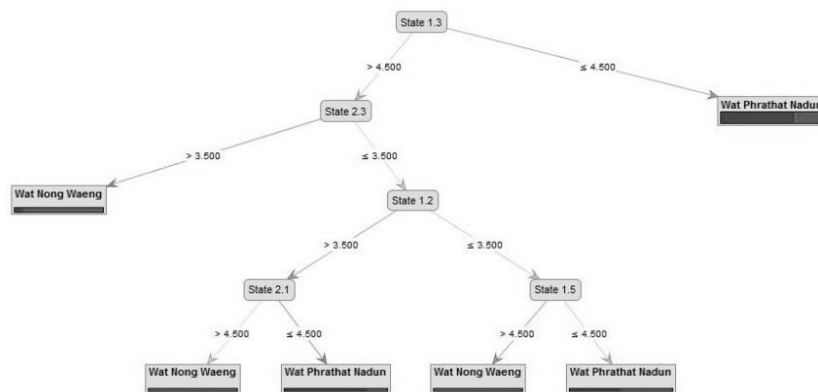 State 1.3
> 4.500
≤ 4.500
State 2.3
Wat Phrathat Nadun
> 3.500
≤ 3.500
Wat Nong Waeng
State 1.2
> 3.500
≤ 3.500
State 2.1
State 1.5
> 4.500
≤ 4.500
> 4.500
≤ 4.500
Wat Nong Waeng
Wat Phrathat Nadun
Wat Nong Waeng
Wat Phrathat Nadun